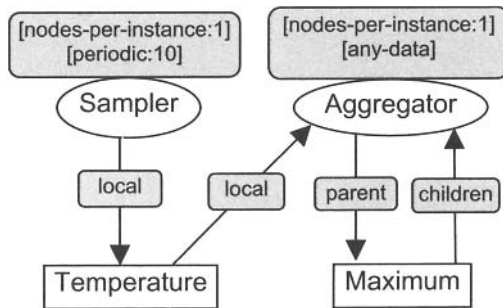 [nodes-per-instance:1]
[periodic:10]
[nodes-per-instance:1]
[any-data]
Sampler
Aggregator
local
local
parent
children
Temperature
Maximum